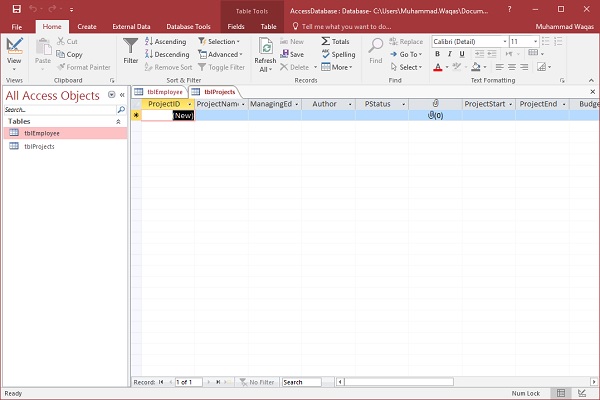 Table Tools
AccessDatabase : Database- C:\Users\Muhammad.Waqas\Docum... ?
File Home Create External Data Database Tools Fields Table Tell me what you want to do... Muhammad Waqas
View
Views
Paste
Cut
Copy
Format Painter
Clipboard
Filter
Ascending
Descending
Remove Sort
Selection
Advanced
Toggle Filter
Sort & Filter
Refresh All
New
Save
Delete
Totals
Spelling
More
Records
Find
Replace
Go To
Select
Find
Calibri (Detail) 11
B I U
A
Text Formatting
All Access Objects
Search...
Tables
tblEmployee
tblProjects
tblEmployee tblProjects
ProjectID ProjectName ManagingEd Author PStatus ProjectStart ProjectEnd Budge
(New) (0)
Record: 1 of 1 No Filter Search
Ready Num Lock